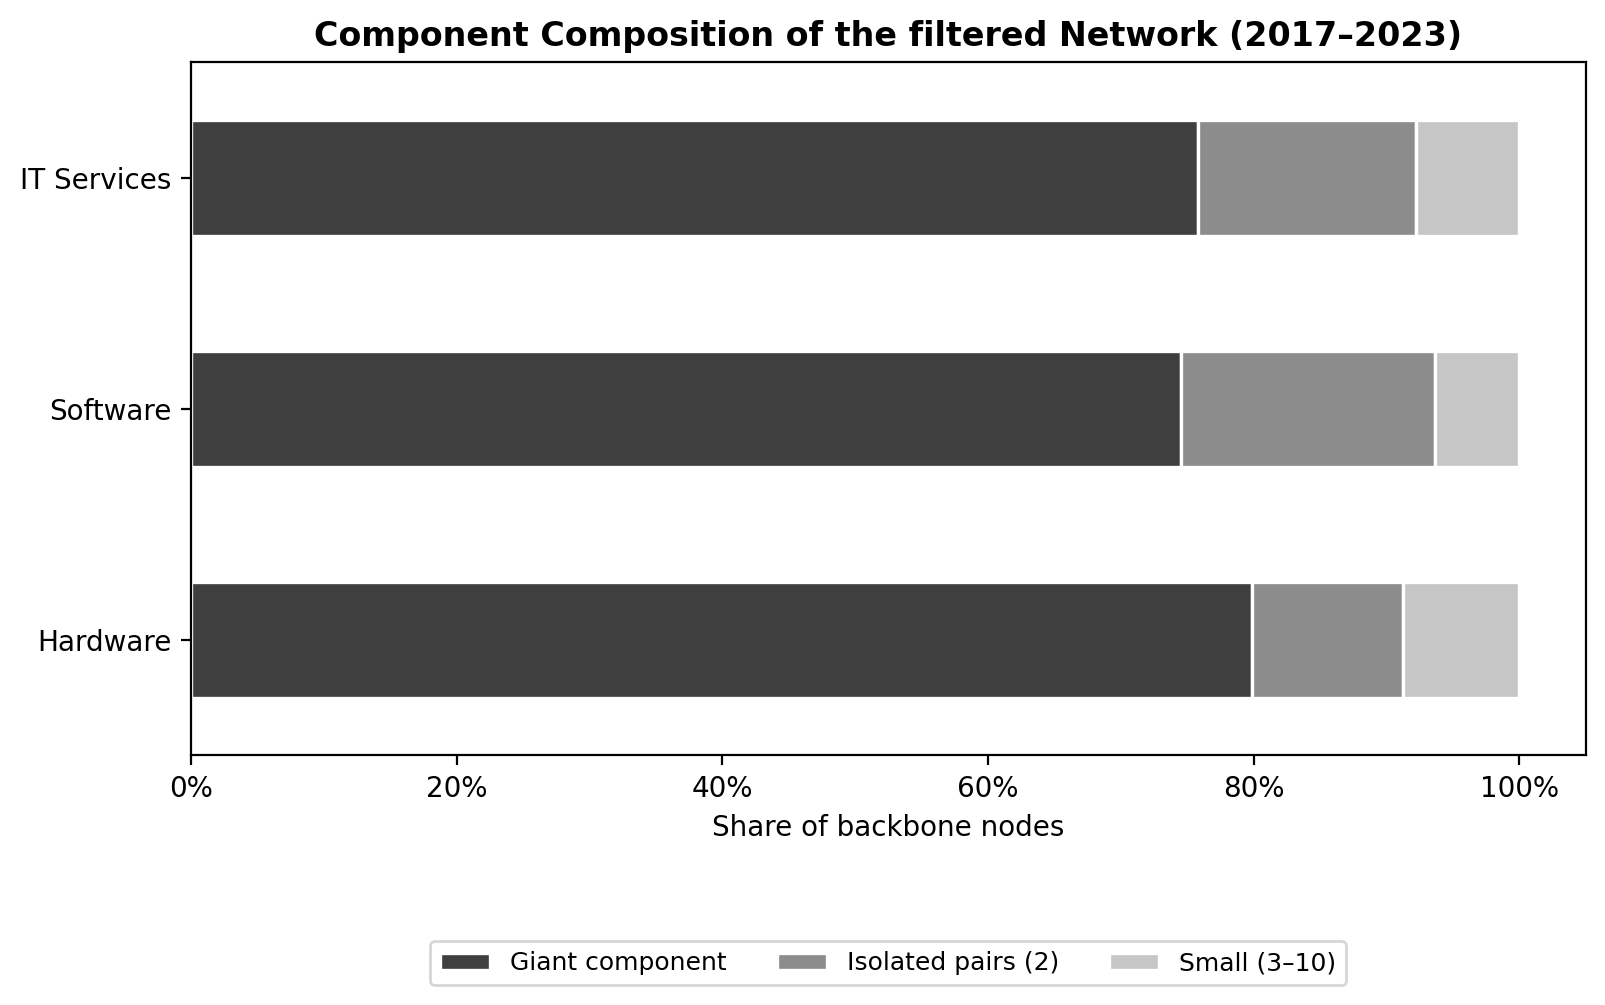 Component Composition of the filtered Network (2017–2023)
IT Services
Software
Hardware
0% 20% 40% 60% 80% 100%
Share of backbone nodes
Giant component Isolated pairs (2) Small (3–10)